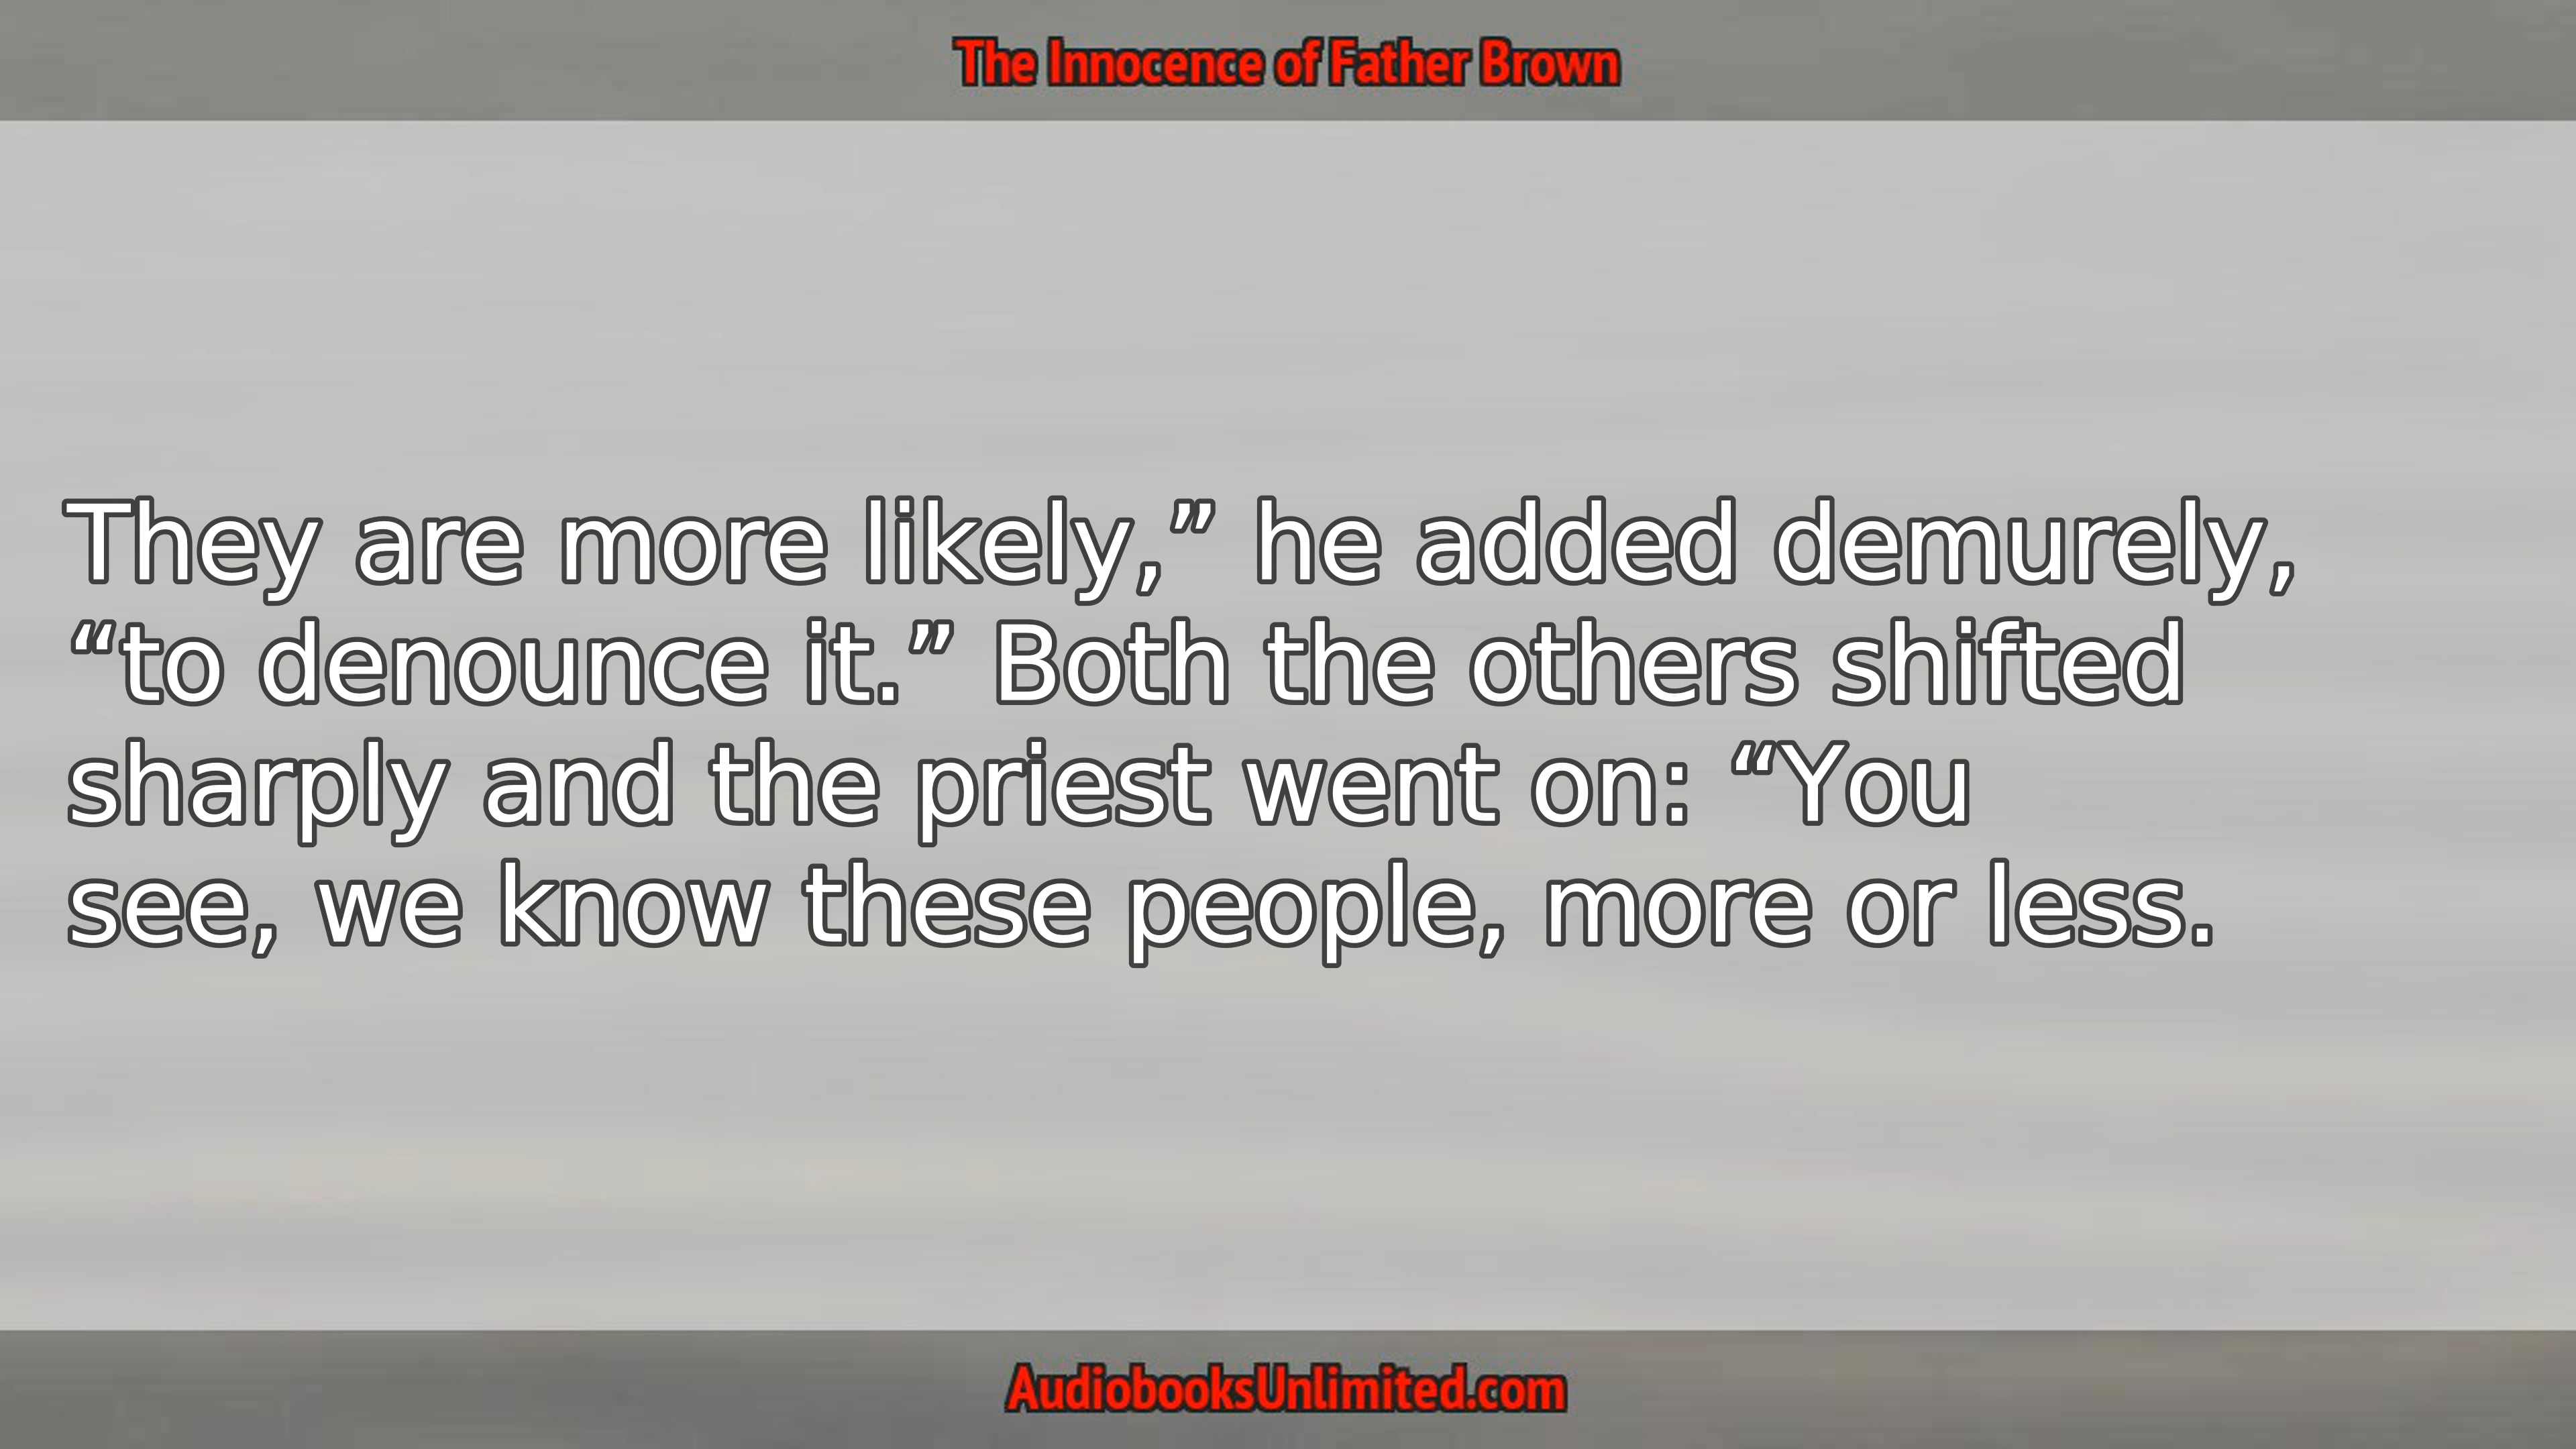 The Innocence of Father Brown
They are more likely,” he added demurely,
“to denounce it.” Both the others shifted
sharply and the priest went on: “You
see, we know these people, more or less.
AudiobooksUnlimited.com